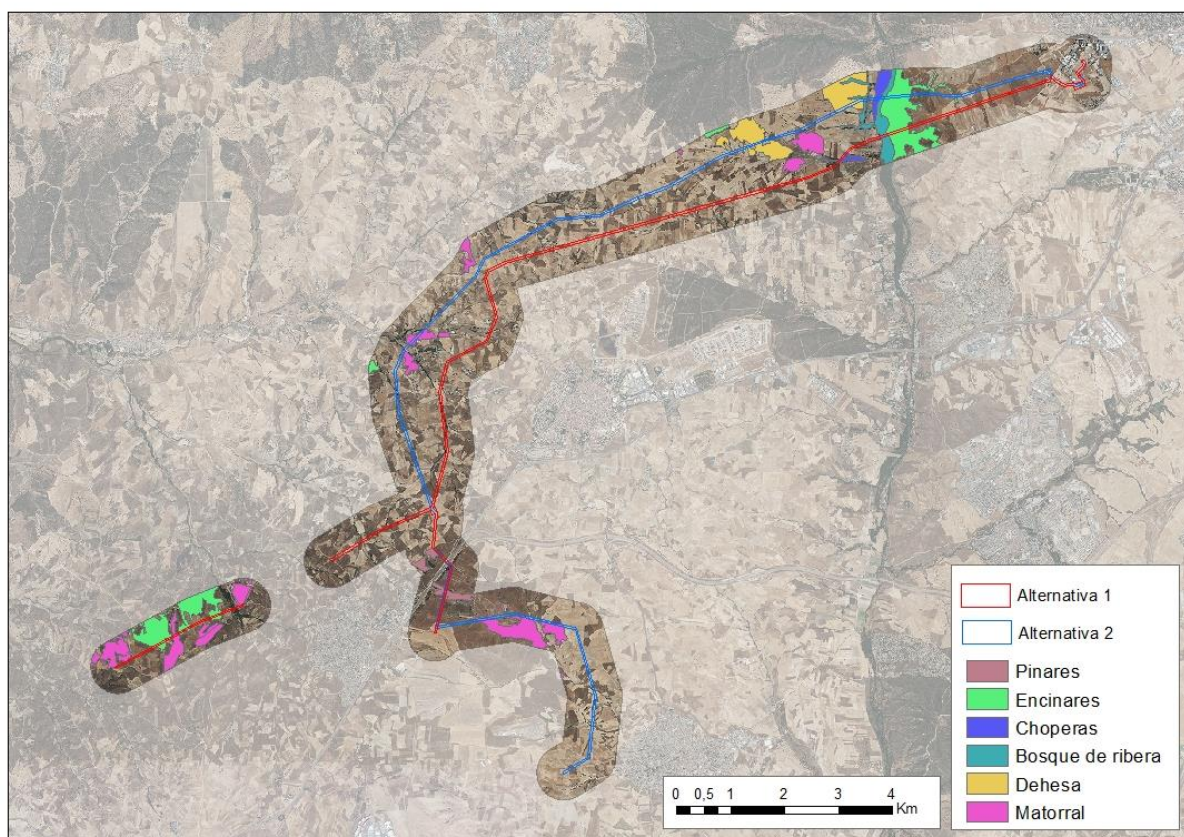 Alternativa 1
Alternativa 2
Pinares
Encinares
Choperas
Bosque de ribera
Dehesa
Matorral
0 0,5 1 2 3 4
Km